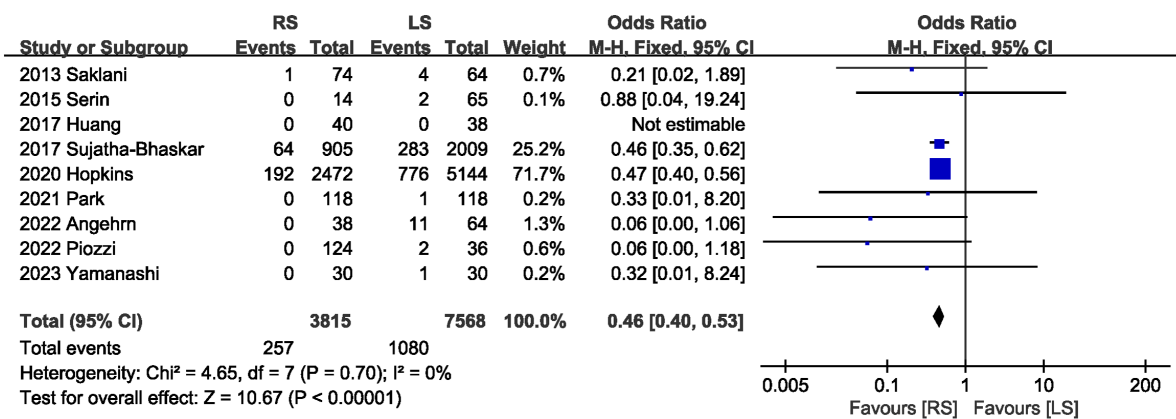 RS LS Odds Ratio Odds Ratio
Study or Subgroup Events Total Events Total Weight M-H, Fixed, 95% CI M-H, Fixed, 95% CI
2013 Saklani 1 74 4 64 0.7% 0.21 [0.02, 1.89]
2015 Serin 0 14 2 65 0.1% 0.88 [0.04, 19.24]
2017 Huang 0 40 0 38 Not estimable
2017 Sujatha-Bhaskar 64 905 283 2009 25.2% 0.46 [0.35, 0.62]
2020 Hopkins 192 2472 776 5144 71.7% 0.47 [0.40, 0.56]
2021 Park 0 118 1 118 0.2% 0.33 [0.01, 8.20]
2022 Angehrn 0 38 11 64 1.3% 0.06 [0.00, 1.06]
2022 Piozzi 0 124 2 36 0.6% 0.06 [0.00, 1.18]
2023 Yamanashi 0 30 1 30 0.2% 0.32 [0.01, 8.24]
Total (95% CI) 3815 7568 100.0% 0.46 [0.40, 0.53]
Total events 257 1080
Heterogeneity: Chi² = 4.65, df = 7 (P = 0.70); I² = 0%
Test for overall effect: Z = 10.67 (P < 0.00001)
0.005 0.1 1 10 200
Favours [RS] Favours [LS]